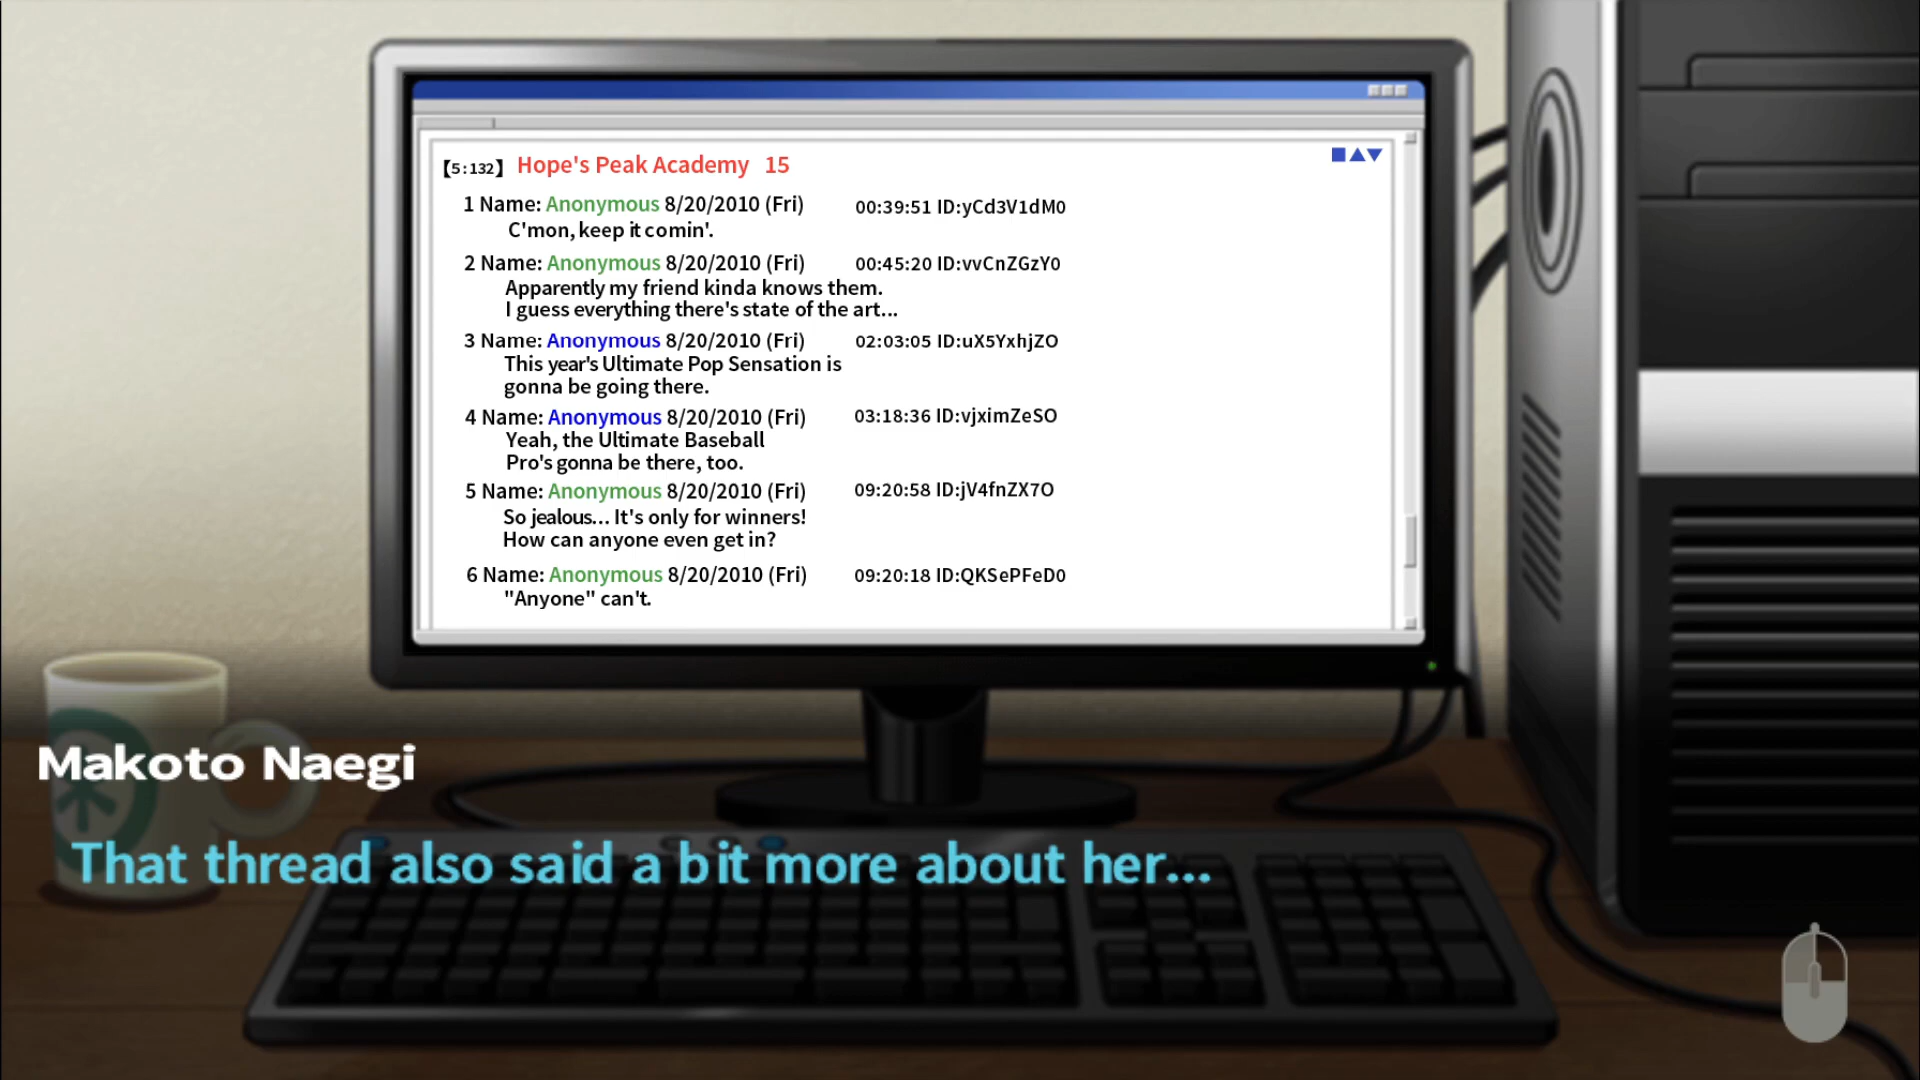 【5:132】 Hope's Peak Academy 15
1 Name: Anonymous 8/20/2010 (Fri) 00:39:51 ID:yCd3V1dM0
C'mon, keep it comin'.
2 Name: Anonymous 8/20/2010 (Fri) 00:45:20 ID:vvCnZGzY0
Apparently my friend kinda knows them.
I guess everything there's state of the art...
3 Name: Anonymous 8/20/2010 (Fri) 02:03:05 ID:uX5YxhjZO
This year's Ultimate Pop Sensation is
gonna be going there.
4 Name: Anonymous 8/20/2010 (Fri) 03:18:36 ID:vjximZeSO
Yeah, the Ultimate Baseball
Pro's gonna be there, too.
5 Name: Anonymous 8/20/2010 (Fri) 09:20:58 ID:jV4fnZX7O
So jealous... It's only for winners!
How can anyone even get in?
6 Name: Anonymous 8/20/2010 (Fri) 09:20:18 ID:QKSePFeD0
"Anyone" can't.
Makoto Naegi
That thread also said a bit more about her...